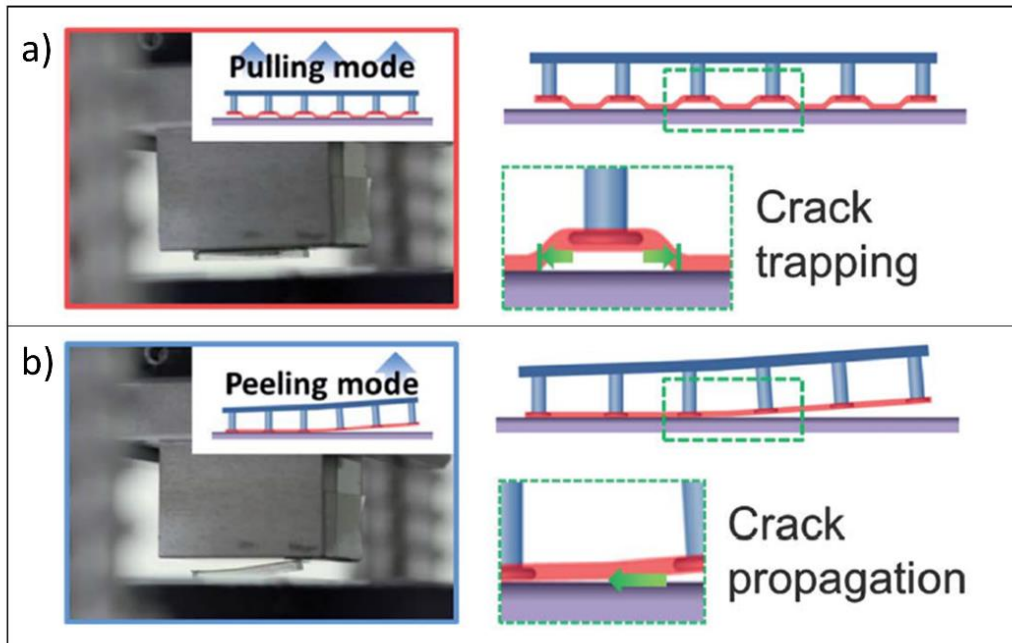 a)
Pulling mode
Crack
trapping
b)
Peeling mode
Crack
propagation